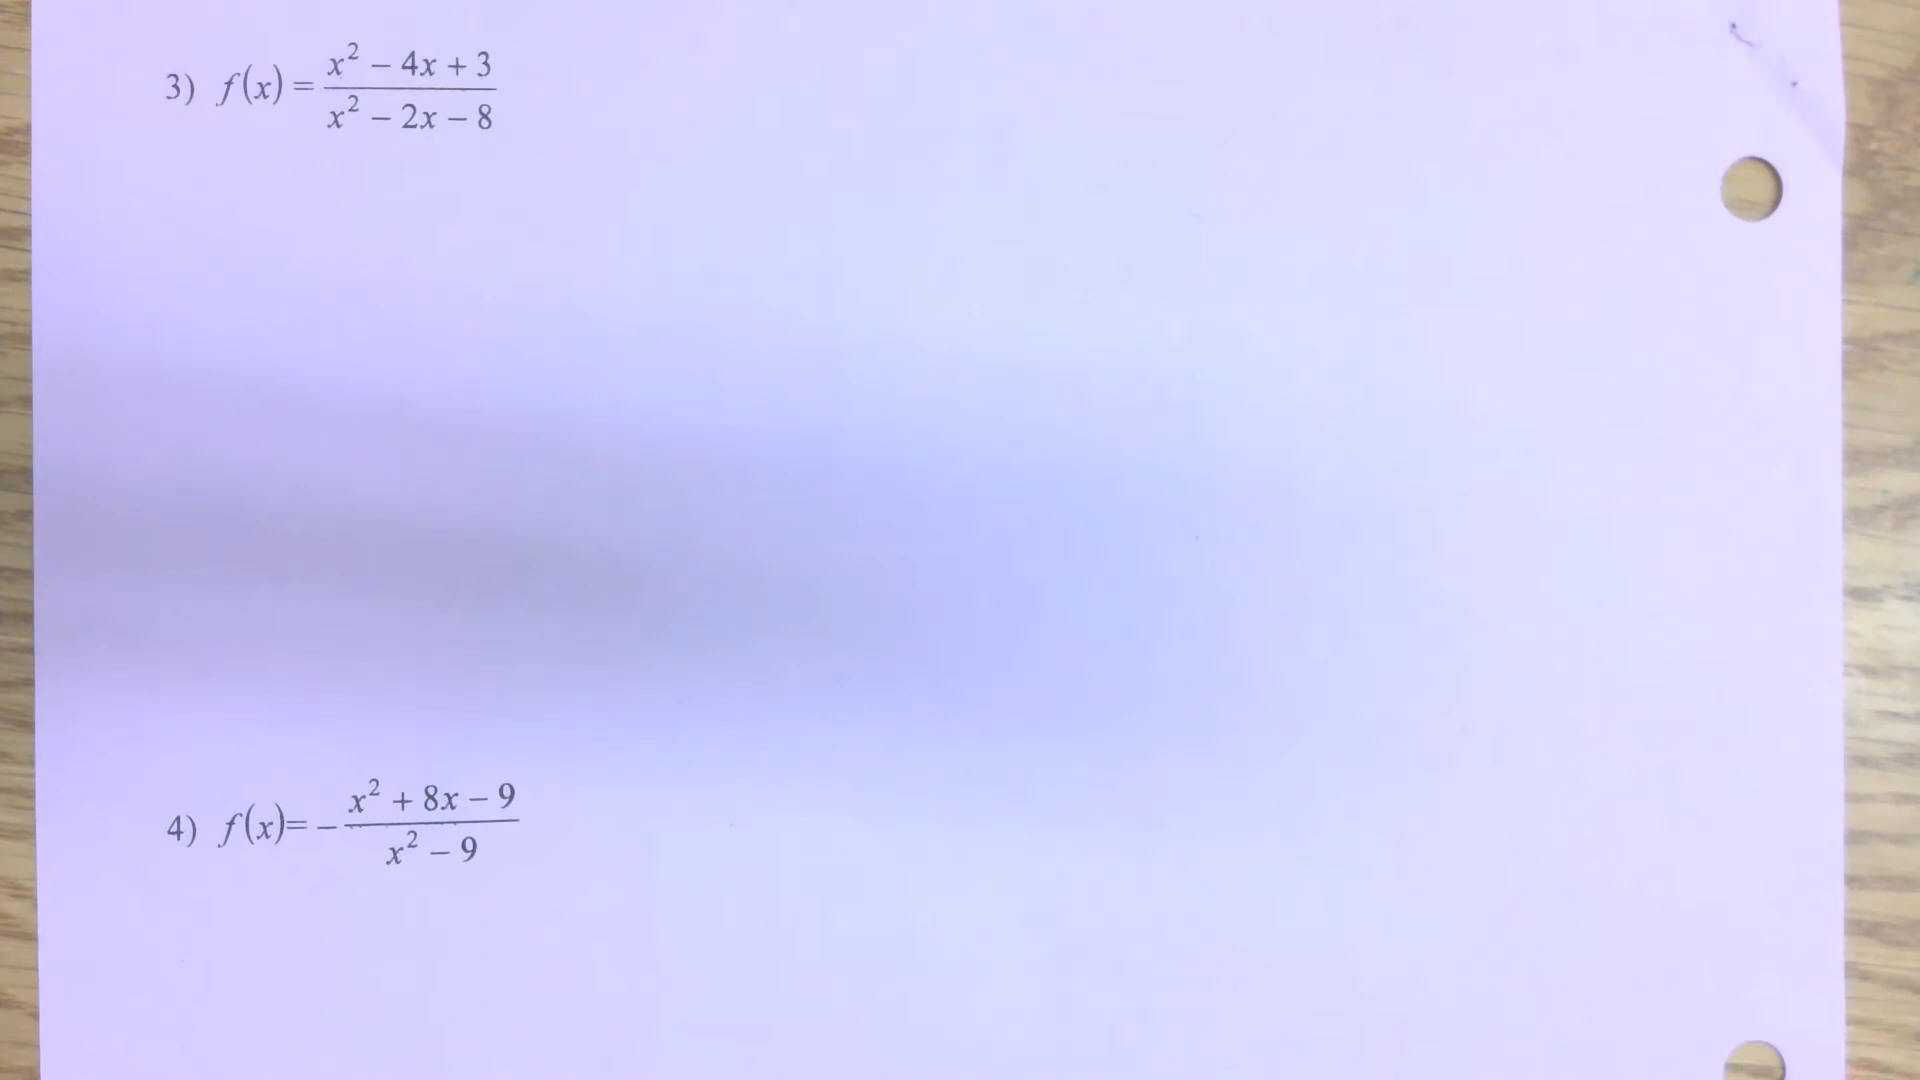 3) f(x) = (x² − 4x + 3)/(x² − 2x − 8)
4) f(x)= −(x² + 8x − 9)/(x² − 9)